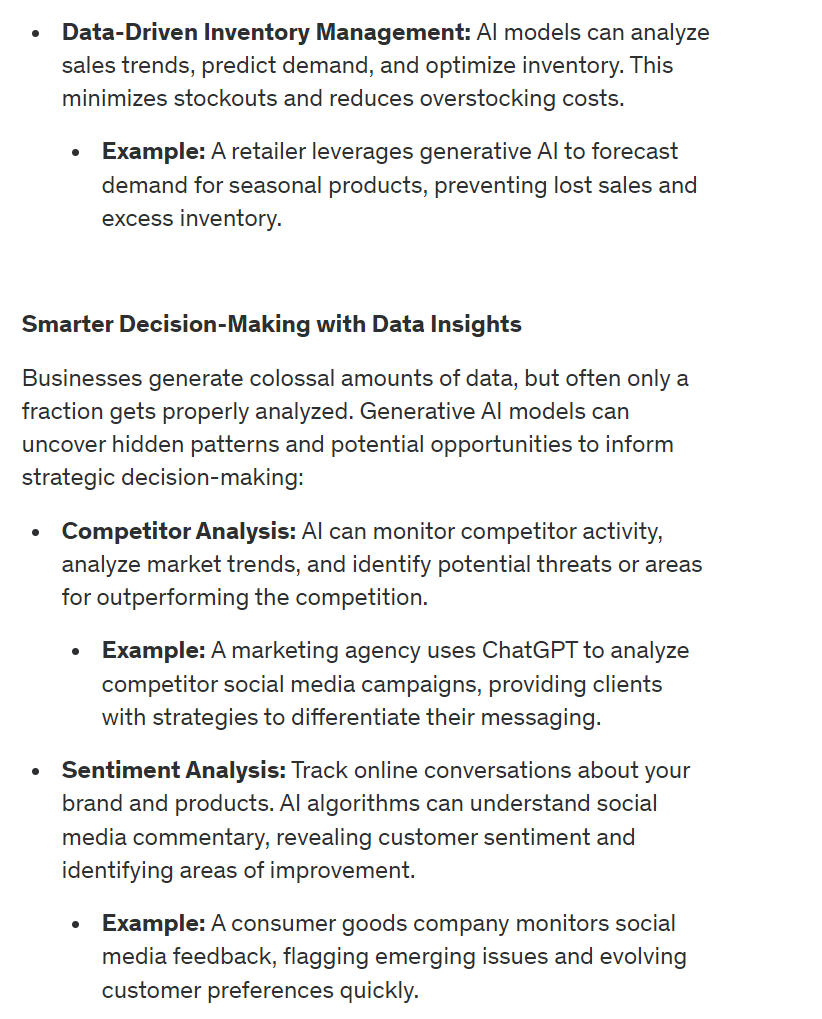 • Data-Driven Inventory Management: AI models can analyze
sales trends, predict demand, and optimize inventory. This
minimizes stockouts and reduces overstocking costs.
• Example: A retailer leverages generative AI to forecast
demand for seasonal products, preventing lost sales and
excess inventory.
Smarter Decision-Making with Data Insights
Businesses generate colossal amounts of data, but often only a
fraction gets properly analyzed. Generative AI models can
uncover hidden patterns and potential opportunities to inform
strategic decision-making:
• Competitor Analysis: AI can monitor competitor activity,
analyze market trends, and identify potential threats or areas
for outperforming the competition.
• Example: A marketing agency uses ChatGPT to analyze
competitor social media campaigns, providing clients
with strategies to differentiate their messaging.
• Sentiment Analysis: Track online conversations about your
brand and products. AI algorithms can understand social
media commentary, revealing customer sentiment and
identifying areas of improvement.
• Example: A consumer goods company monitors social
media feedback, flagging emerging issues and evolving
customer preferences quickly.